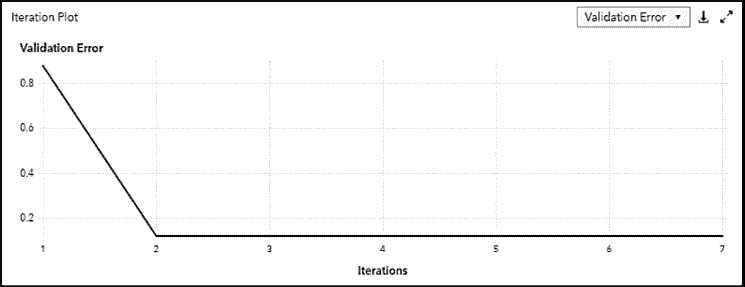 Iteration Plot
Validation Error
Validation Error
0.8
0.6
0.4
0.2
1 2 3 4 5 6 7
Iterations